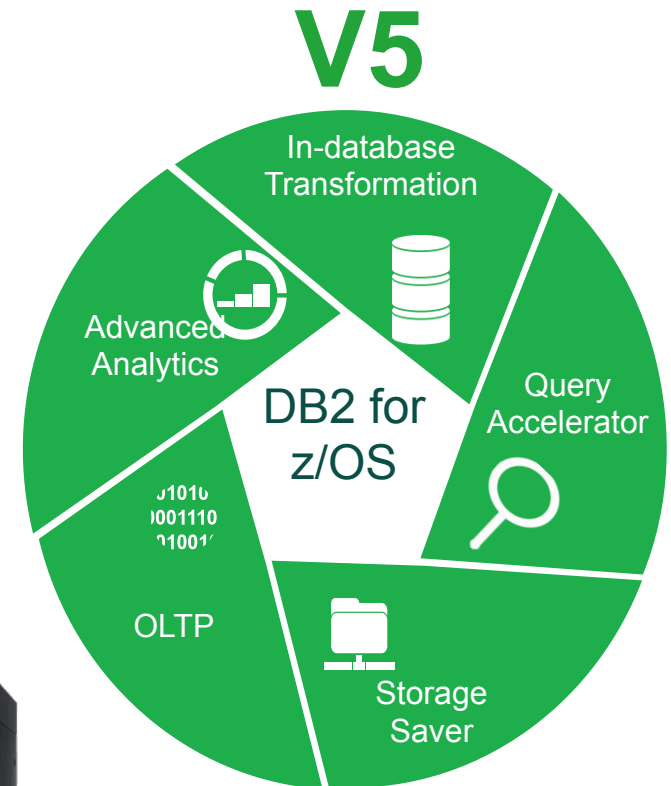 V5
In-database
Transformation
Advanced
Analytics
DB2 for
z/OS
Query
Accelerator
OLTP
Storage
Saver